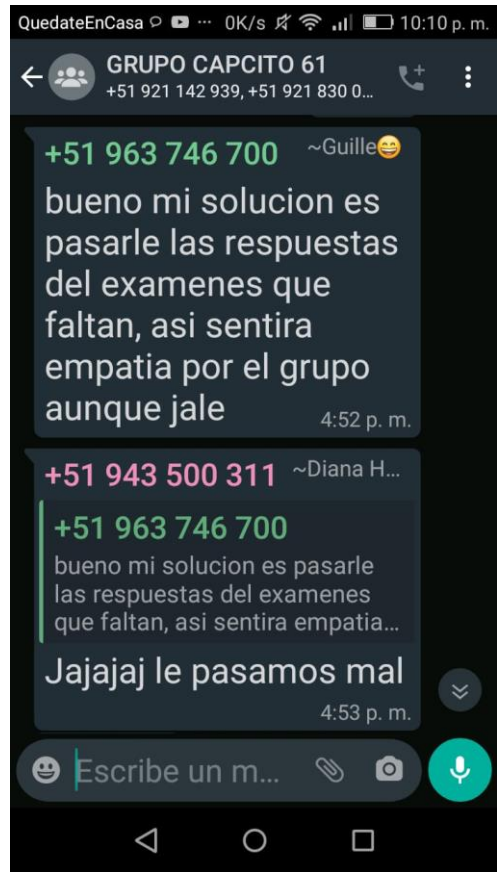 QuedateEnCasa ... 0K/s 10:10 p. m.
GRUPO CAPCITO 61
+51 921 142 939, +51 921 830 0...
+51 963 746 700 ~Guille😄
bueno mi solucion es
pasarle las respuestas
del examenes que
faltan, asi sentira
empatia por el grupo
aunque jale
4:52 p. m.
+51 943 500 311 ~Diana H...
+51 963 746 700
bueno mi solucion es pasarle
las respuestas del examenes
que faltan, asi sentira empatia...
Jajajaj le pasamos mal
4:53 p. m.
Escribe un m...